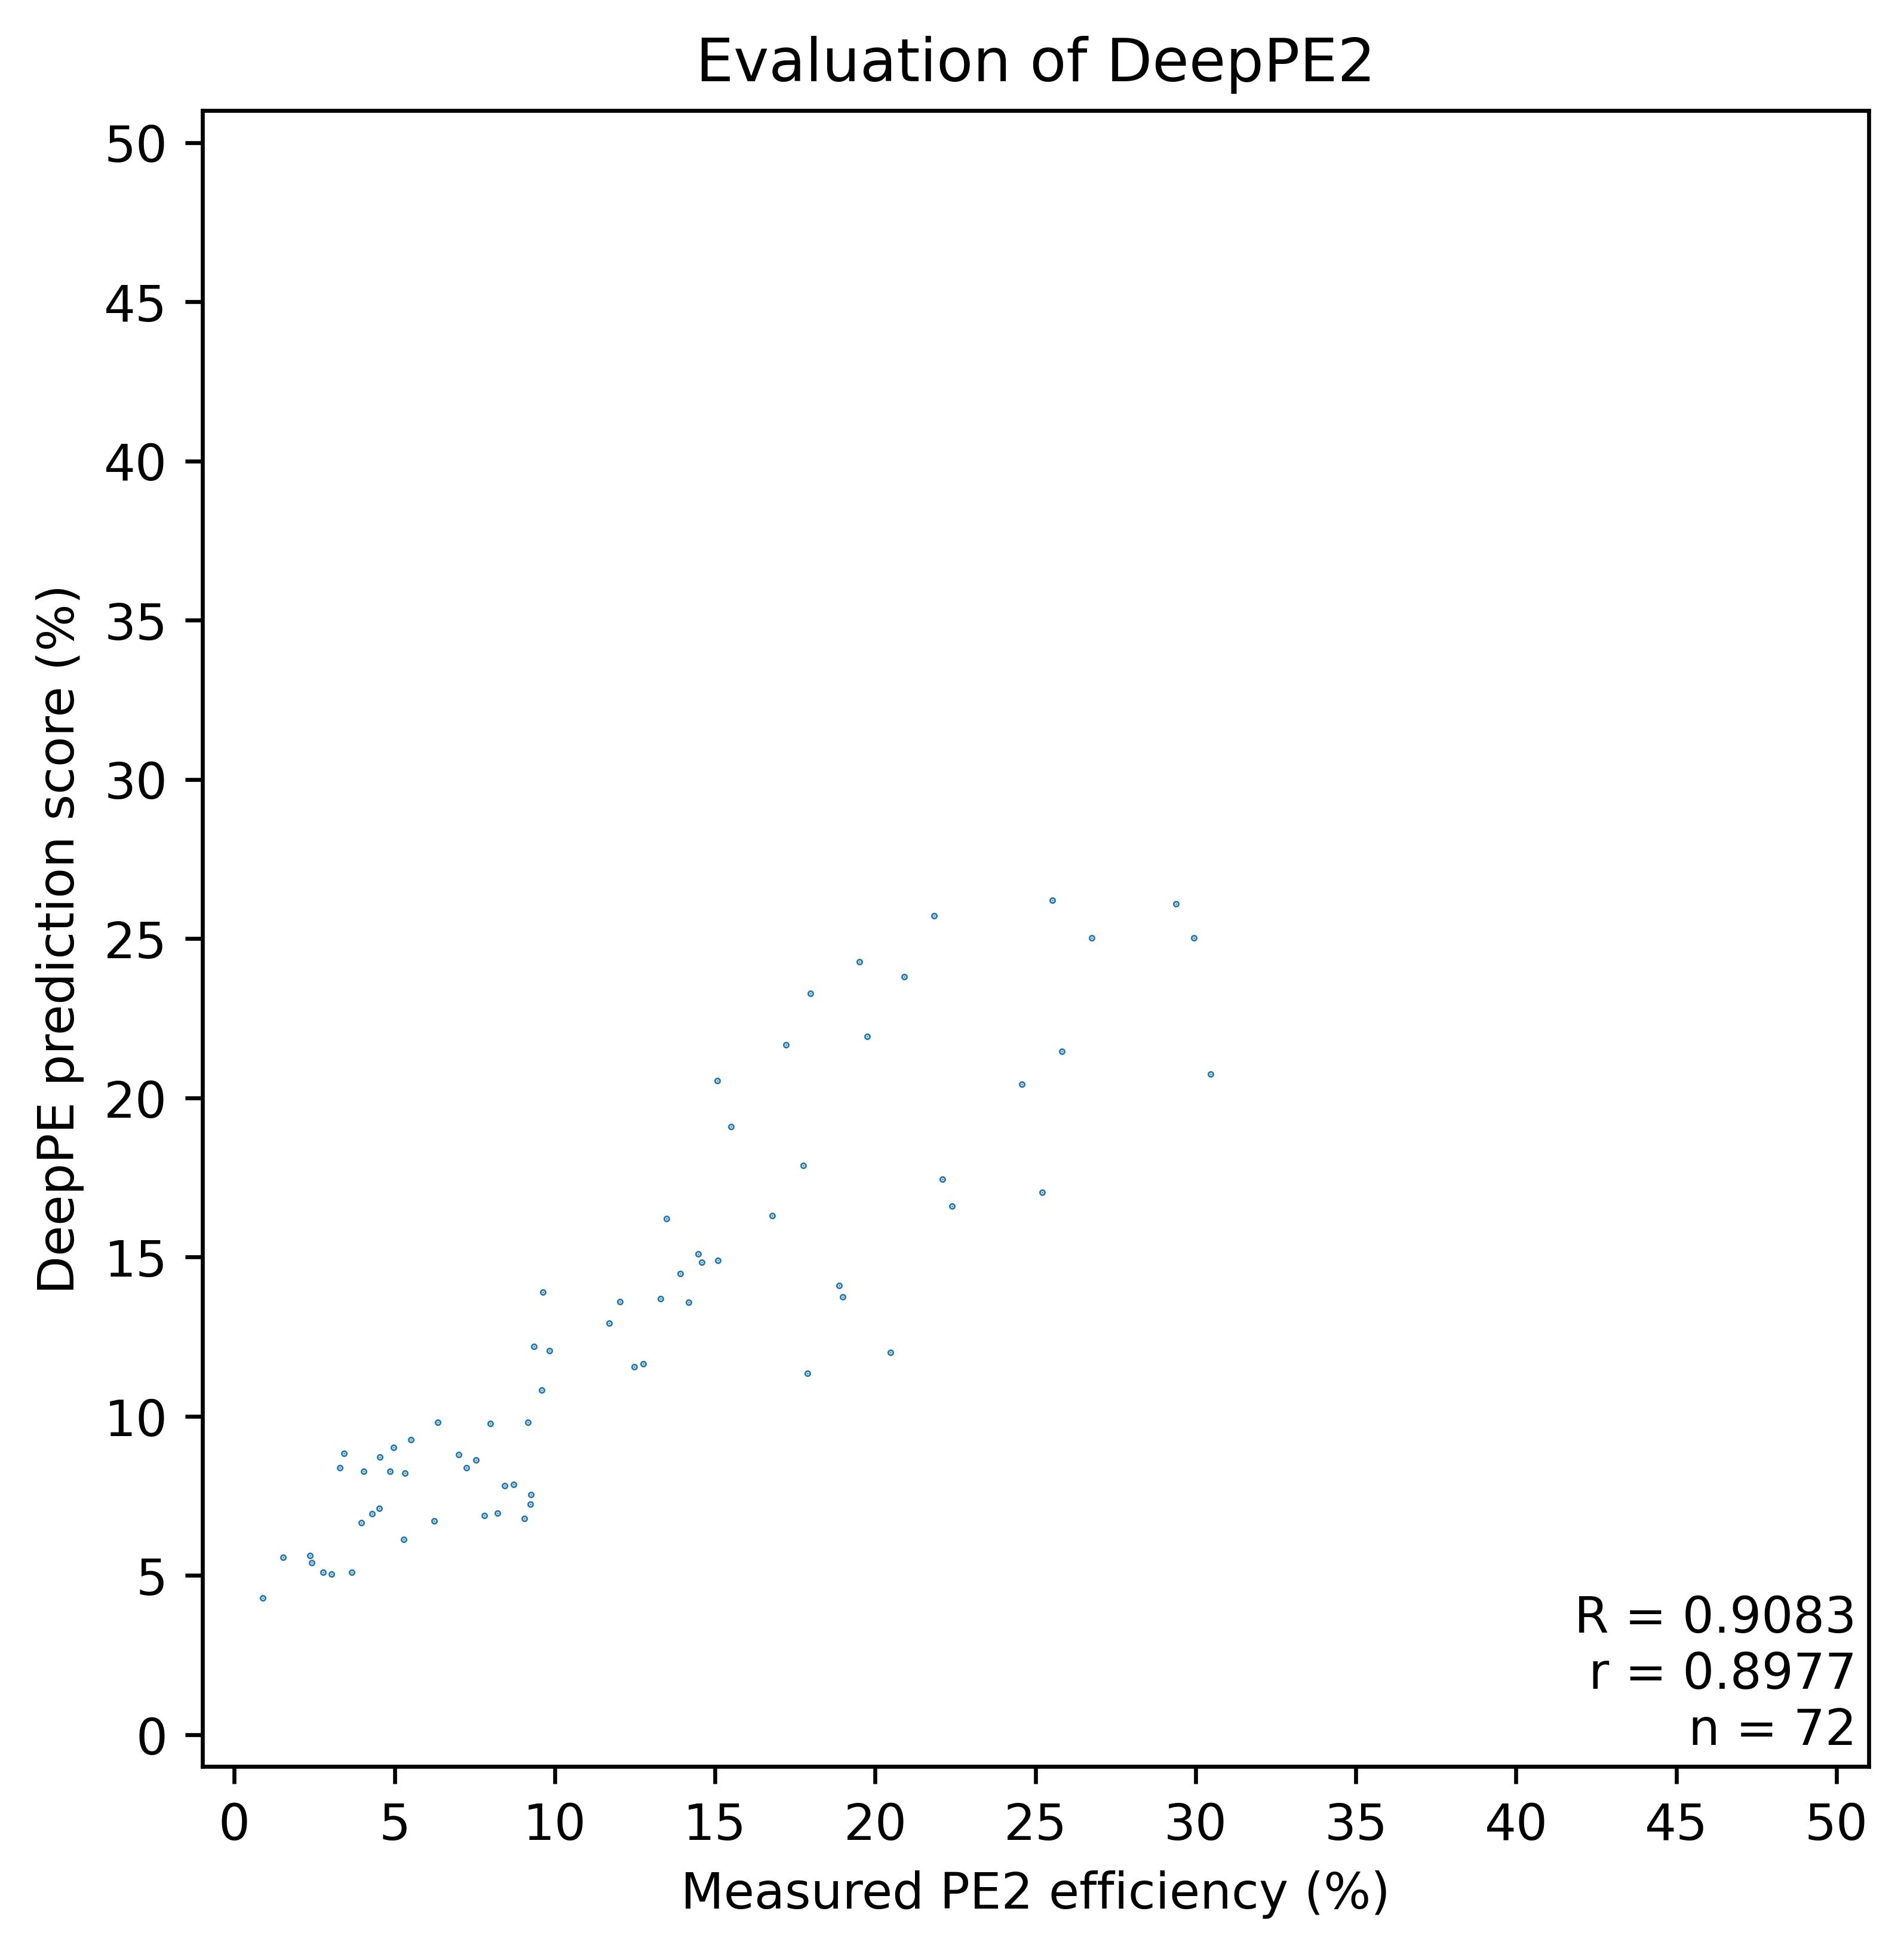 Evaluation of DeepPE2
DeepPE prediction score (%)
50
45
40
35
30
25
20
15
10
5
0
R = 0.9083
r = 0.8977
n = 72
0 5 10 15 20 25 30 35 40 45 50
Measured PE2 efficiency (%)